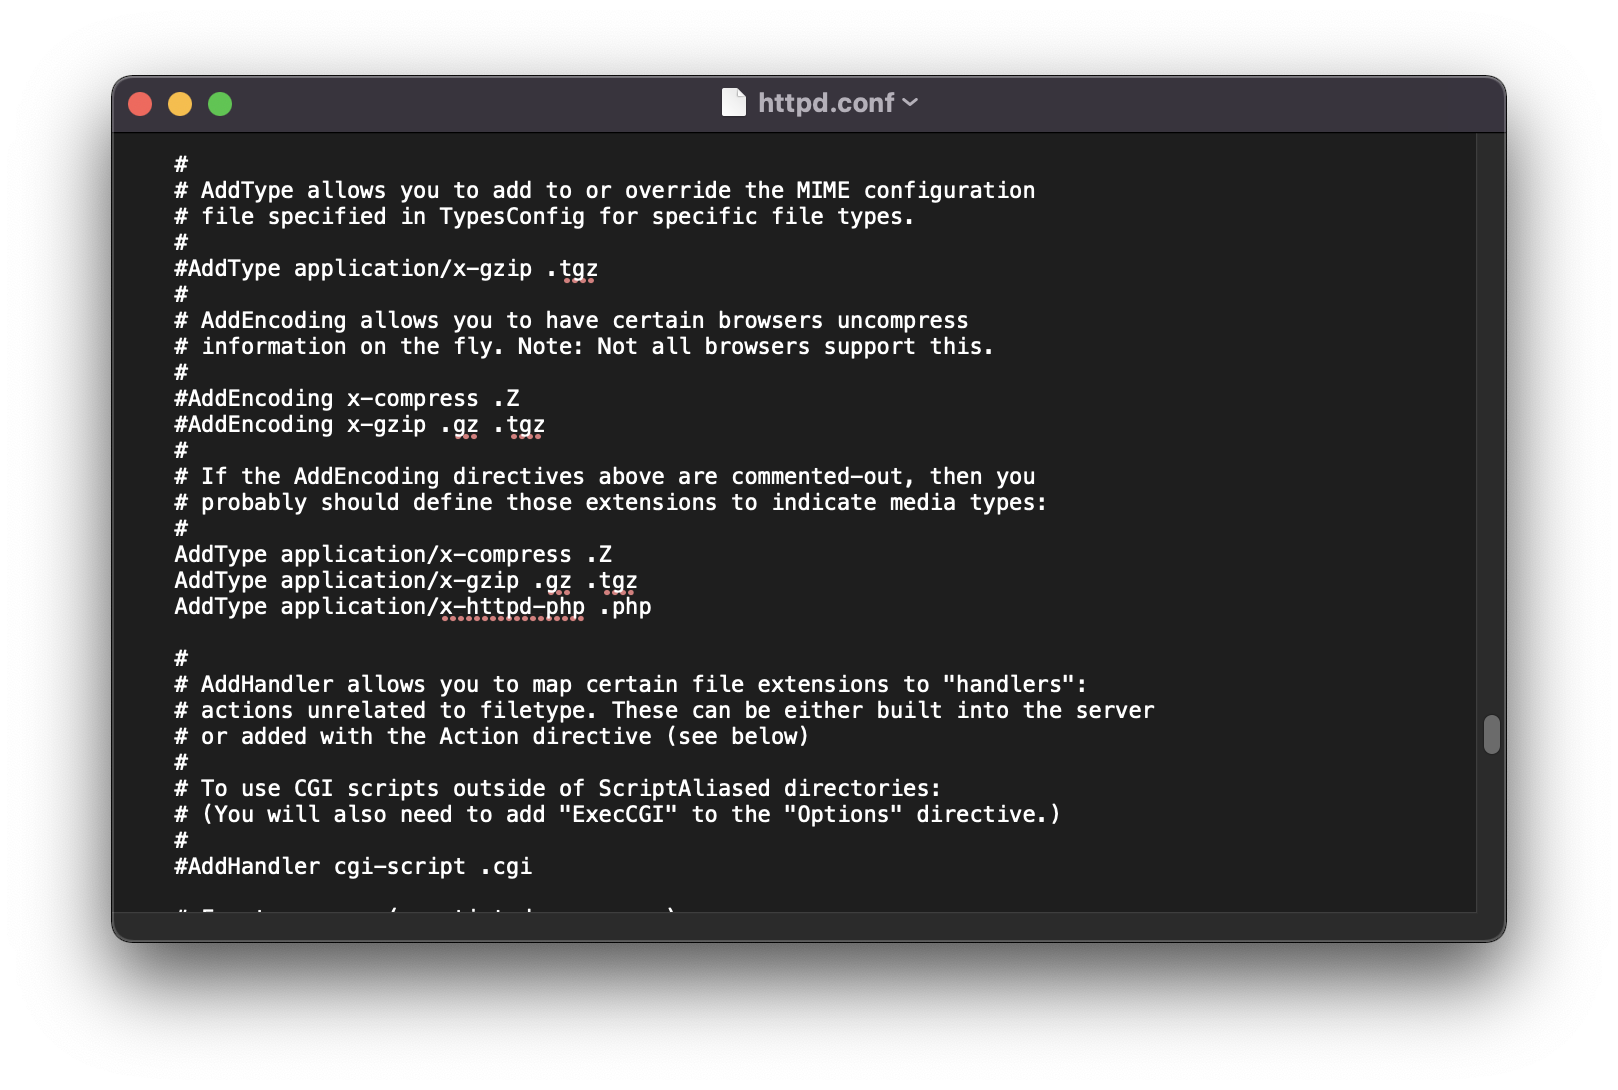 httpd.conf
#
# AddType allows you to add to or override the MIME configuration
# file specified in TypesConfig for specific file types.
#
#AddType application/x-gzip .tgz
#
# AddEncoding allows you to have certain browsers uncompress
# information on the fly. Note: Not all browsers support this.
#
#AddEncoding x-compress .Z
#AddEncoding x-gzip .gz .tgz
#
# If the AddEncoding directives above are commented-out, then you
# probably should define those extensions to indicate media types:
#
AddType application/x-compress .Z
AddType application/x-gzip .gz .tgz
AddType application/x-httpd-php .php
#
# AddHandler allows you to map certain file extensions to "handlers":
# actions unrelated to filetype. These can be either built into the server
# or added with the Action directive (see below)
#
# To use CGI scripts outside of ScriptAliased directories:
# (You will also need to add "ExecCGI" to the "Options" directive.)
#
#AddHandler cgi-script .cgi